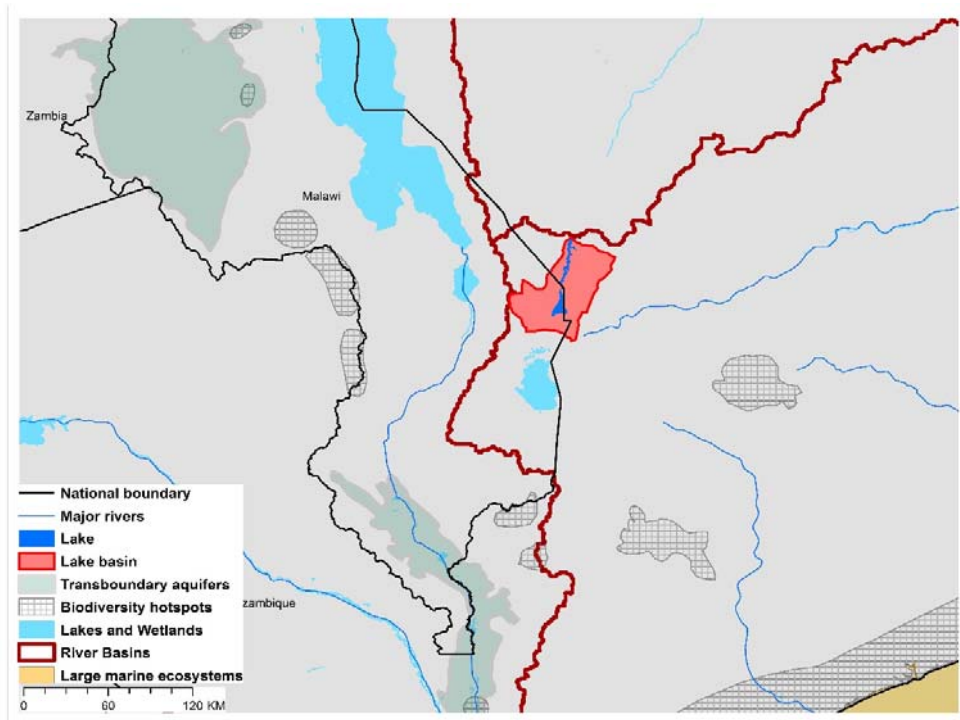 Zambia
Malawi
National boundary
Major rivers
Lake
Lake basin
Transboundary aquifers
Biodiversity hotspots
zambique
Lakes and Wetlands
River Basins
Large marine ecosystems
0 60 120 KM